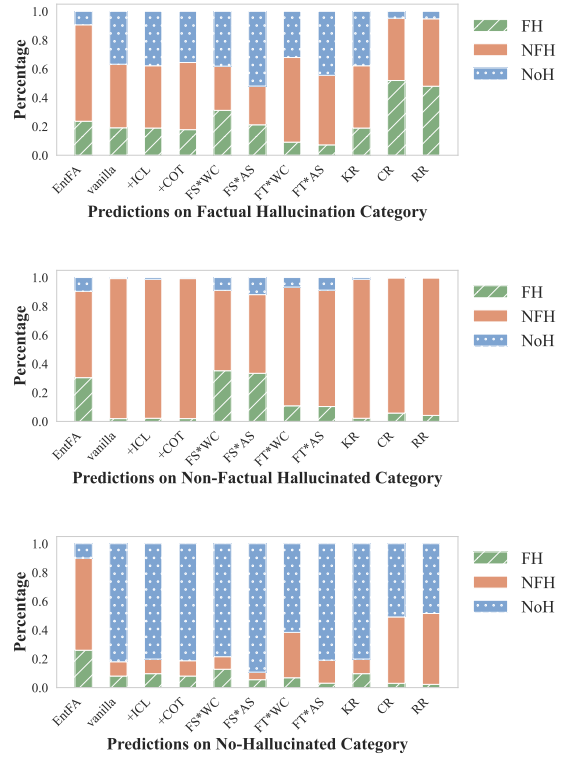 1.0
0.8
0.6
0.4
0.2
0.0
Percentage
FH
NFH
NoH
EntFA
vanilla
+ICL
+COT
FS*WC
FS*AS
FT*WC
FT*AS
KR
CR
RR
Predictions on Factual Hallucination Category
1.0
0.8
0.6
0.4
0.2
0.0
Percentage
FH
NFH
NoH
EntFA
vanilla
+ICL
+COT
FS*WC
FS*AS
FT*WC
FT*AS
KR
CR
RR
Predictions on Non-Factual Hallucinated Category
1.0
0.8
0.6
0.4
0.2
0.0
Percentage
FH
NFH
NoH
EntFA
vanilla
+ICL
+COT
FS*WC
FS*AS
FT*WC
FT*AS
KR
CR
RR
Predictions on No-Hallucinated Category